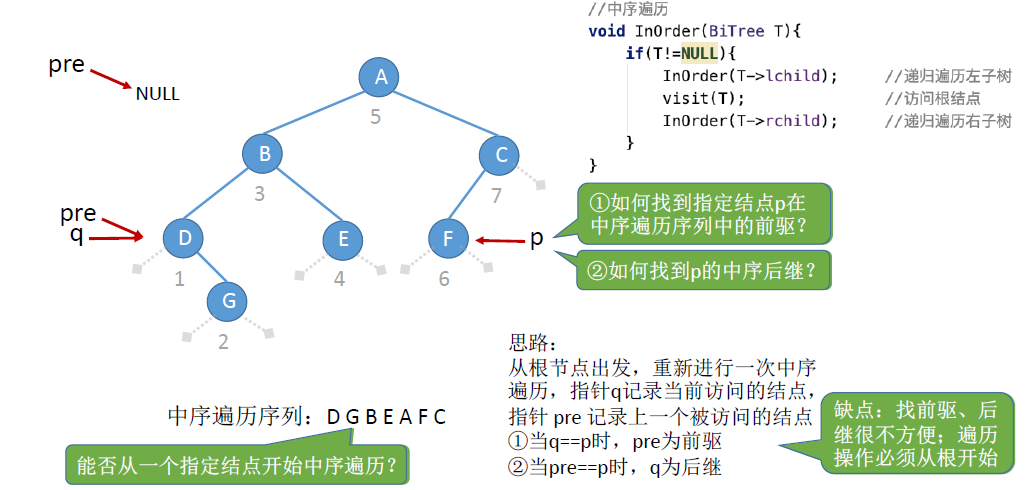 //中序遍历
void InOrder(BiTree T){
if(T!=NULL){
InOrder(T->lchild); //递归遍历左子树
visit(T); //访问根结点
InOrder(T->rchild); //递归遍历右子树
}
}
pre
NULL
A
5
B
3
C
7
pre
q
D
1
E
4
F
6
p
G
2
①如何找到指定结点p在
中序遍历序列中的前驱？
②如何找到p的中序后继？
思路：
从根节点出发，重新进行一次中序
遍历，指针q记录当前访问的结点，
指针 pre 记录上一个被访问的结点
①当q==p时，pre为前驱
②当pre==p时，q为后继
缺点：找前驱、后
继很不方便；遍历
操作必须从根开始
中序遍历序列：D G B E A F C
能否从一个指定结点开始中序遍历？